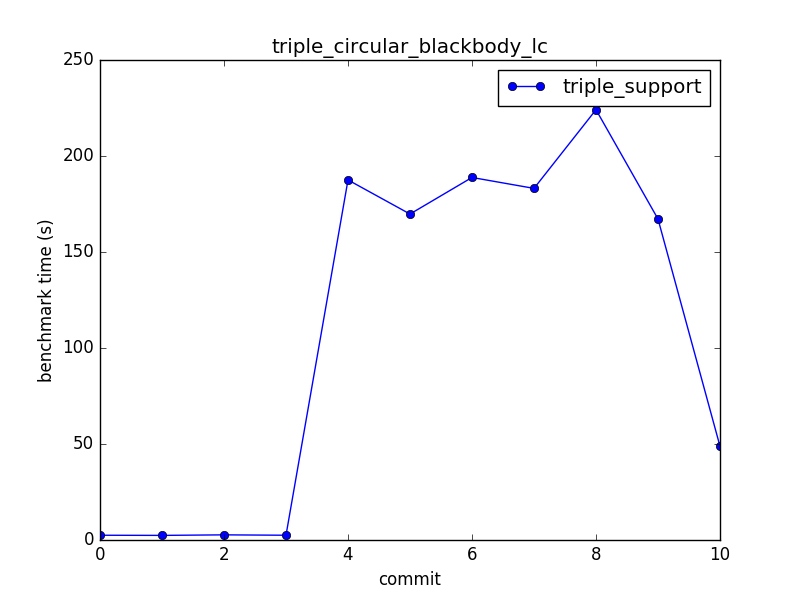 triple_circular_blackbody_lc
triple_support
250
200
150
100
50
0
benchmark time (s)
0 2 4 6 8 10
commit